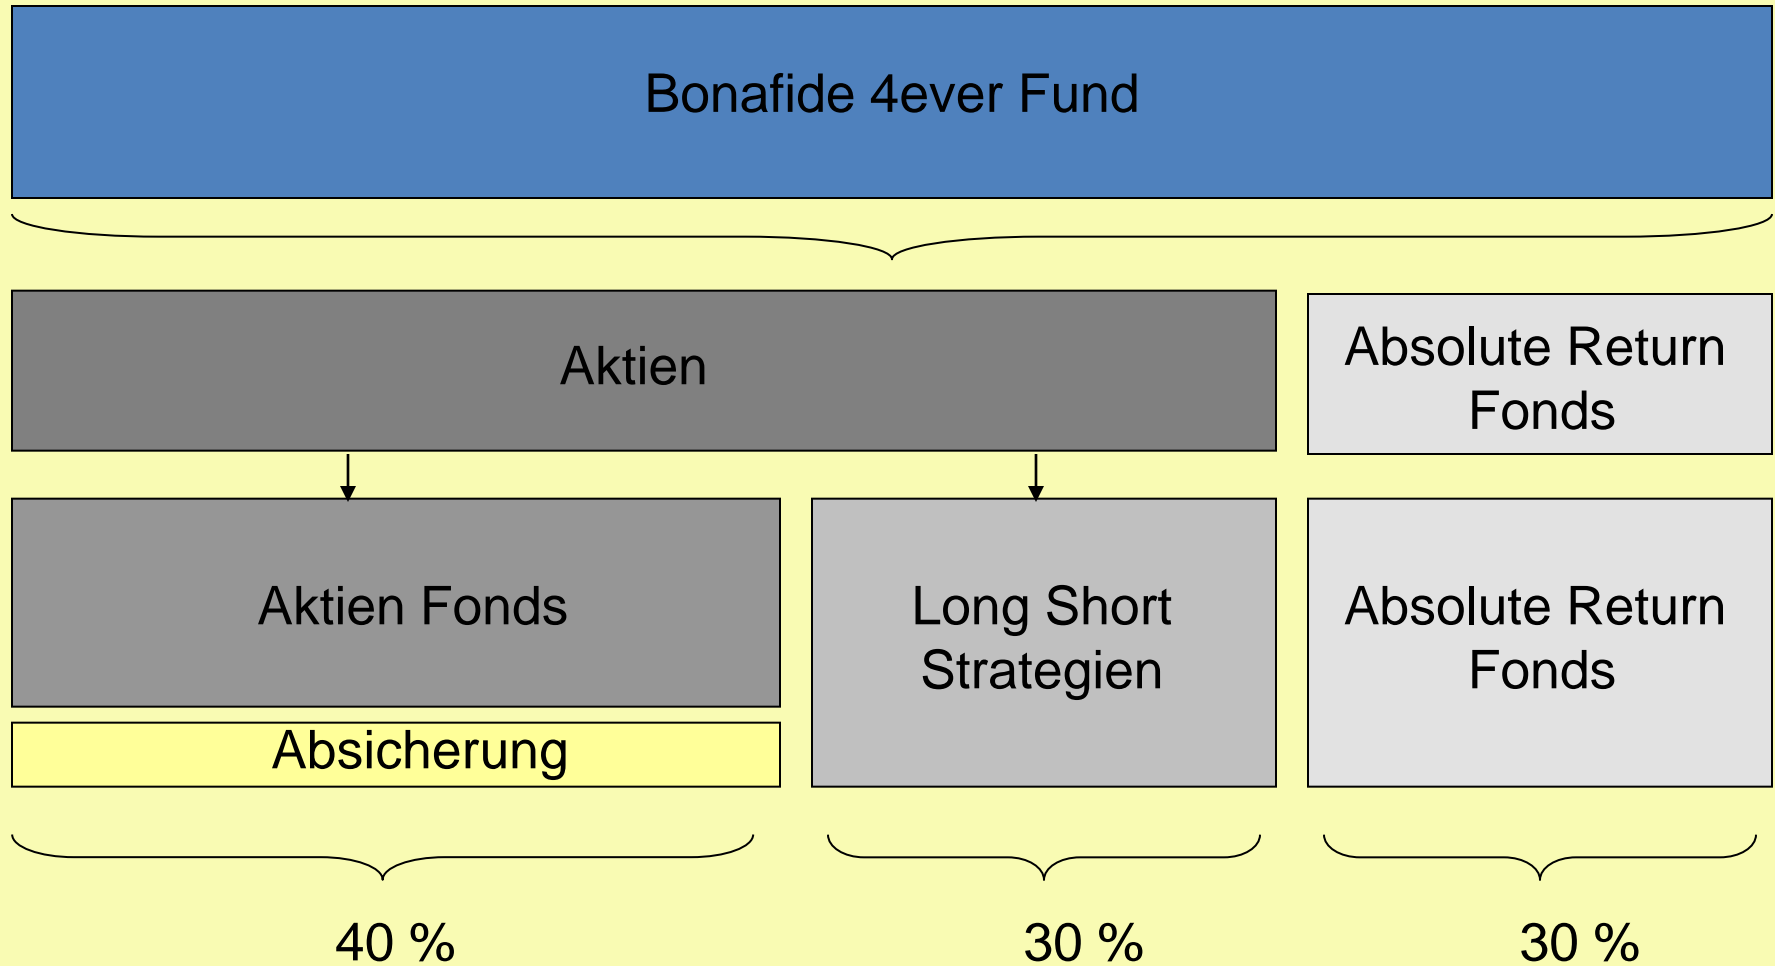 Bonafide 4ever Fund
Aktien
Absolute Return
Fonds
Aktien Fonds
Absicherung
Long Short
Strategien
Absolute Return
Fonds
40 %
30 %
30 %